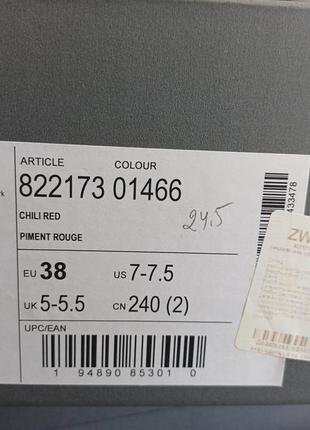 ARTICLE COLOUR
822173 01466
CHILI RED
24,5
PIMENT ROUGE
EU 38 US 7-7.5
UK 5-5.5 CN 240 (2)
UPC/EAN
1 94890 85301 0
433478
ZW